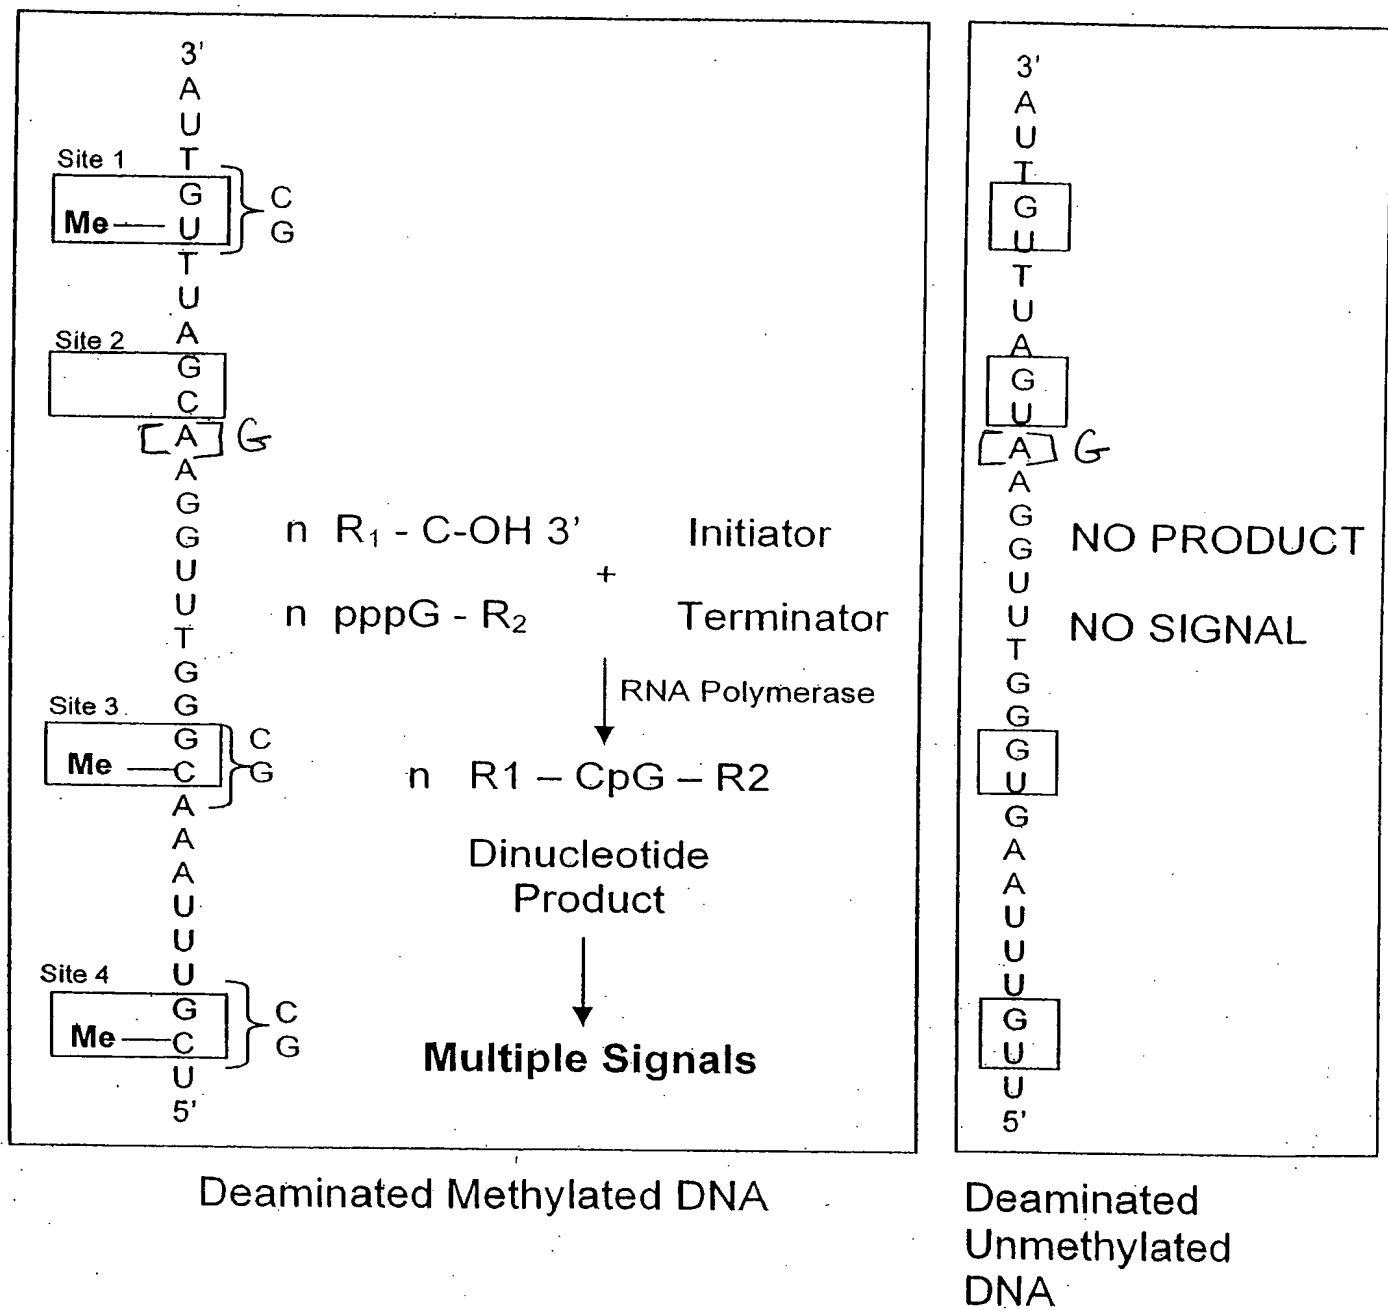 3'
A
U
T
Site 1
G
Me — U
C
G
T
U
A
Site 2
G
C
A G
A
G
G
U
U
T
G
G
Site 3
G
Me — C
C
G
A
A
A
U
U
U
Site 4
G
Me — C
C
G
U
5'
n R₁ - C-OH 3' Initiator
+
n pppG - R₂ Terminator
RNA Polymerase
n R1 – CpG – R2
Dinucleotide
Product
Multiple Signals
Deaminated Methylated DNA
3'
A
U
T
G
U
T
U
A
G
U
A G
A
G
G
U
U
T
G
G
G
U
G
A
A
U
U
U
G
U
U
5'
NO PRODUCT
NO SIGNAL
Deaminated
Unmethylated
DNA